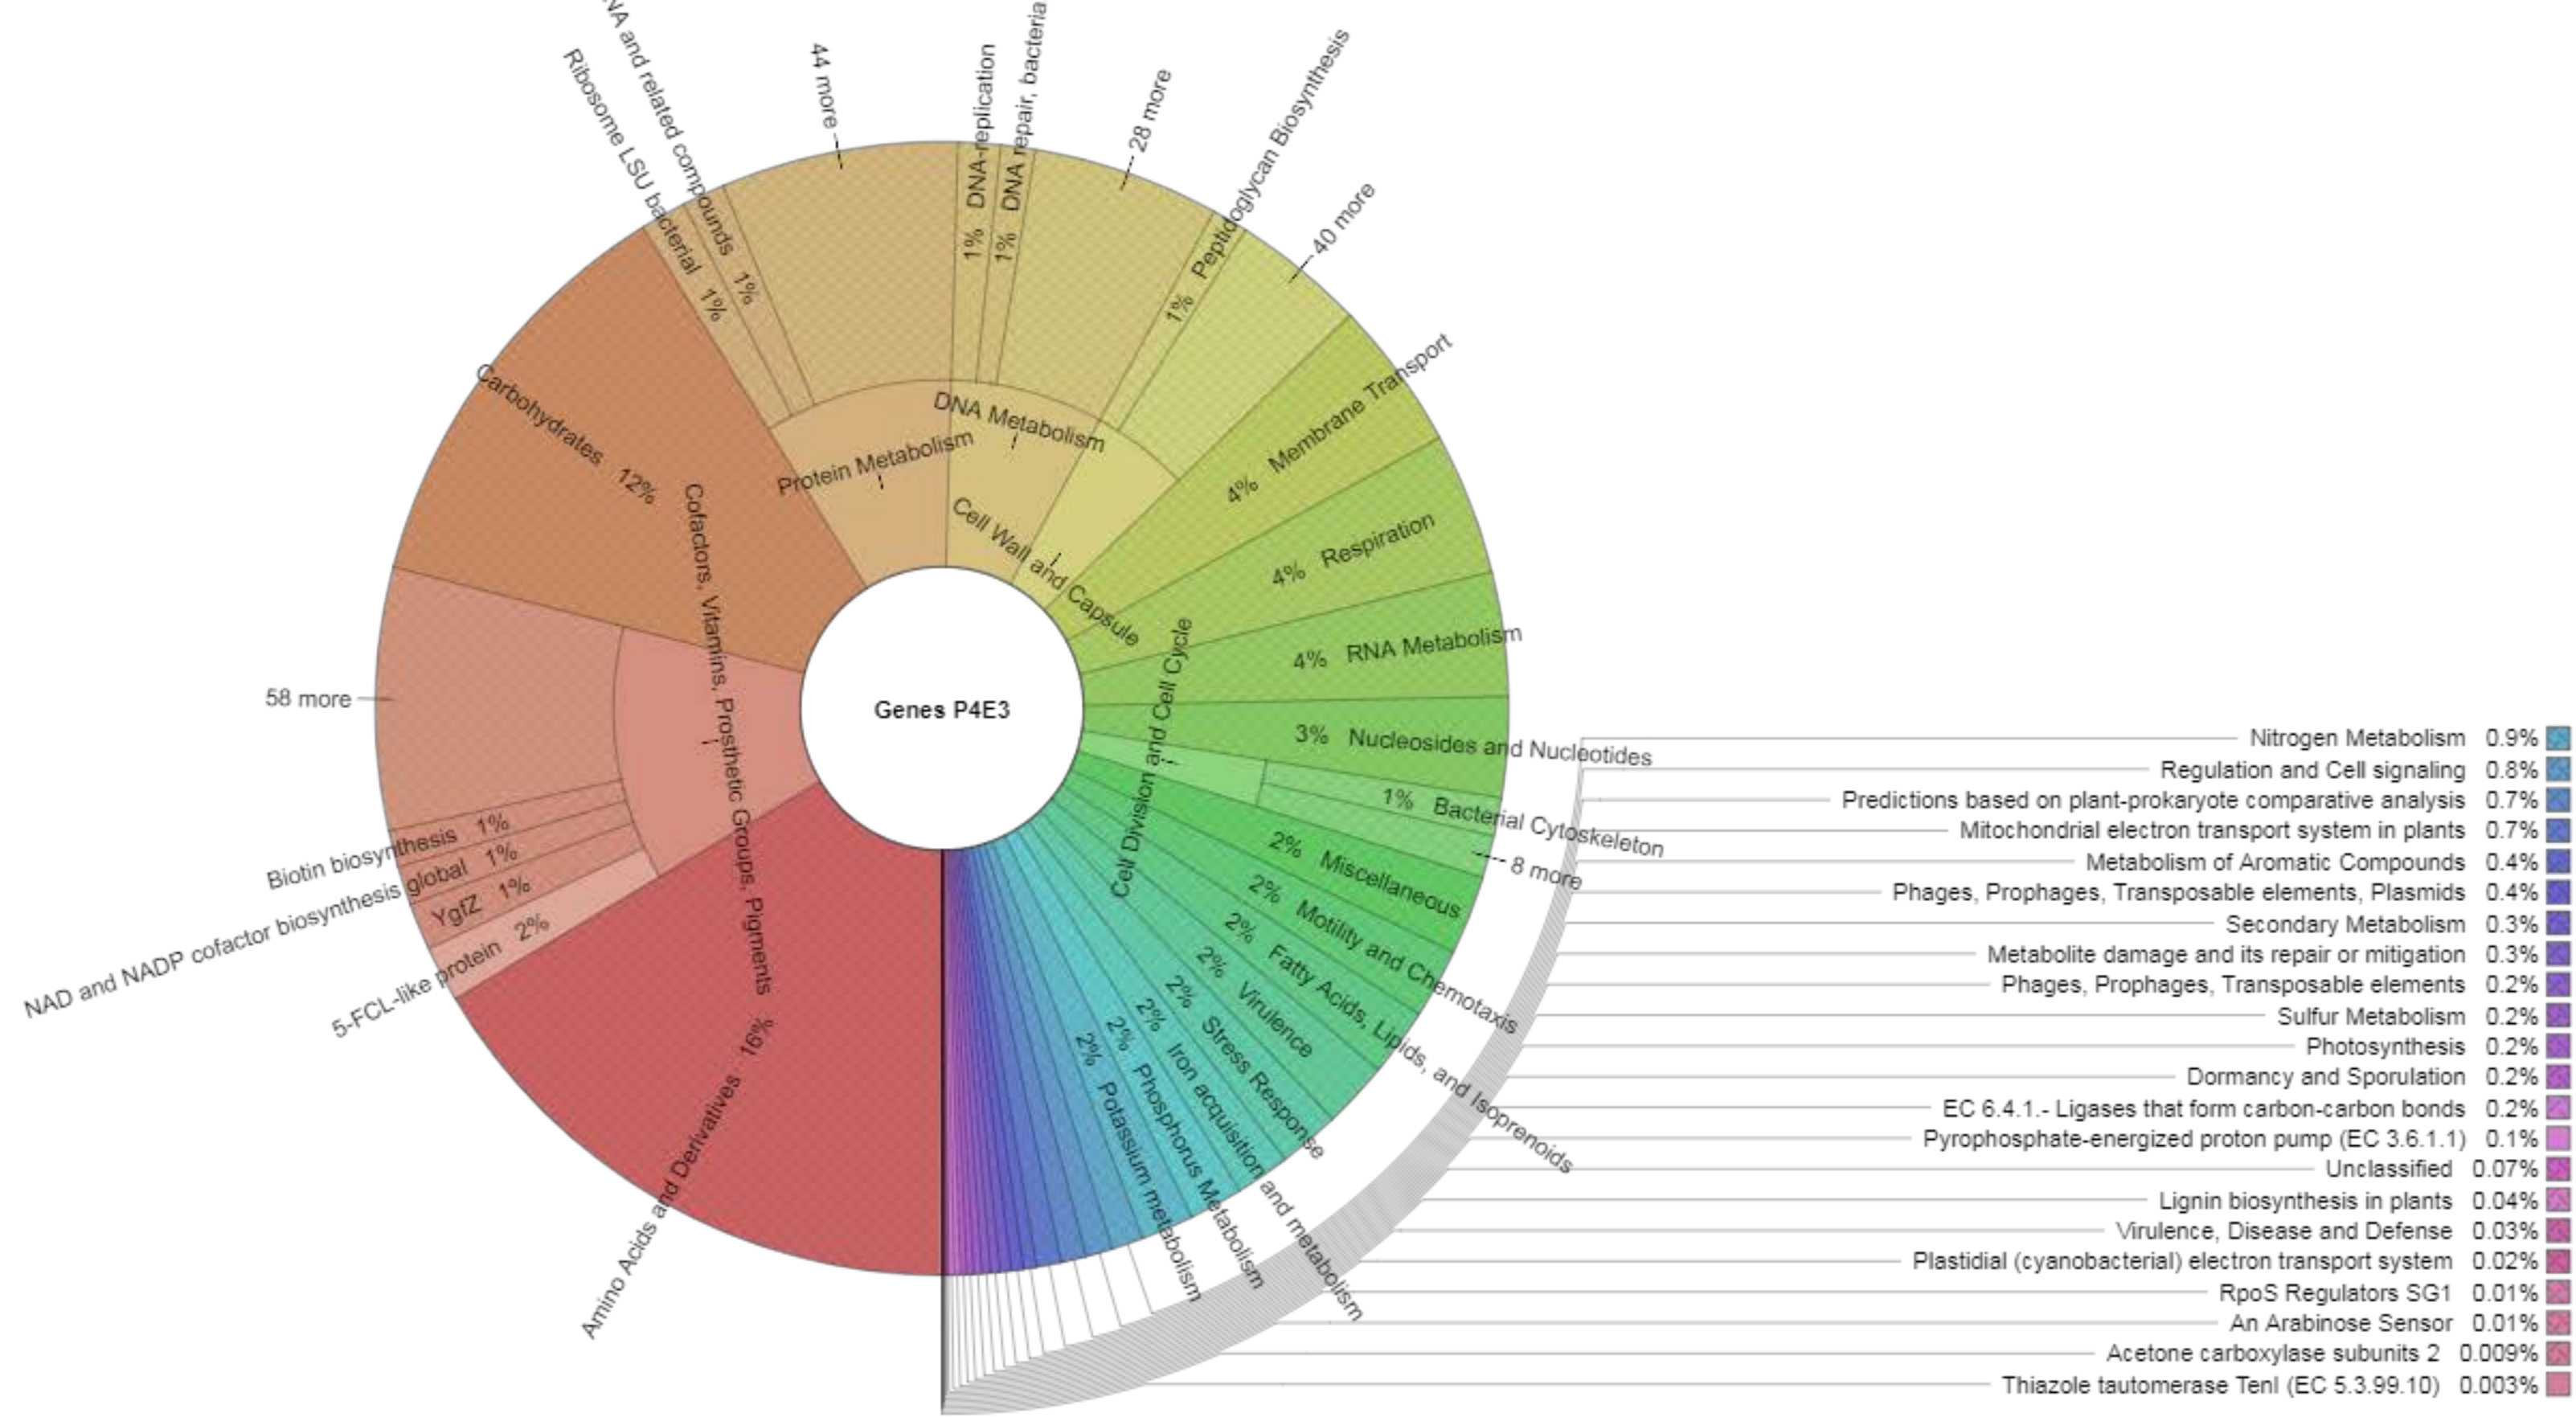 Genes P4E3
Amino Acids and Derivatives 16%
5-FCL-like protein 2%
YgfZ 1%
NAD and NADP cofactor biosynthesis global 1%
Biotin biosynthesis 1%
58 more
Cofactors, Vitamins, Prosthetic Groups, Pigments
Carbohydrates 12%
Ribosome LSU bacterial 1%
and related compounds 1%
44 more
Protein Metabolism
DNA Metabolism
1% DNA-replication
1% DNA repair, bacteria
28 more
Cell Wall and Capsule
1% Peptidoglycan Biosynthesis
40 more
4% Membrane Transport
4% Respiration
4% RNA Metabolism
3% Nucleosides and Nucleotides
Cell Division and Cell Cycle
1% Bacterial Cytoskeleton
8 more
2% Miscellaneous
2% Motility and Chemotaxis
2% Fatty Acids, Lipids, and Isoprenoids
2% Virulence
2% Stress Response
2% Iron acquisition and metabolism
2% Phosphorus Metabolism
2% Potassium metabolism
Nitrogen Metabolism 0.9%
Regulation and Cell signaling 0.8%
Predictions based on plant-prokaryote comparative analysis 0.7%
Mitochondrial electron transport system in plants 0.7%
Metabolism of Aromatic Compounds 0.4%
Phages, Prophages, Transposable elements, Plasmids 0.4%
Secondary Metabolism 0.3%
Metabolite damage and its repair or mitigation 0.3%
Phages, Prophages, Transposable elements 0.2%
Sulfur Metabolism 0.2%
Photosynthesis 0.2%
Dormancy and Sporulation 0.2%
EC 6.4.1.- Ligases that form carbon-carbon bonds 0.2%
Pyrophosphate-energized proton pump (EC 3.6.1.1) 0.1%
Unclassified 0.07%
Lignin biosynthesis in plants 0.04%
Virulence, Disease and Defense 0.03%
Plastidial (cyanobacterial) electron transport system 0.02%
RpoS Regulators SG1 0.01%
An Arabinose Sensor 0.01%
Acetone carboxylase subunits 2 0.009%
Thiazole tautomerase TenI (EC 5.3.99.10) 0.003%